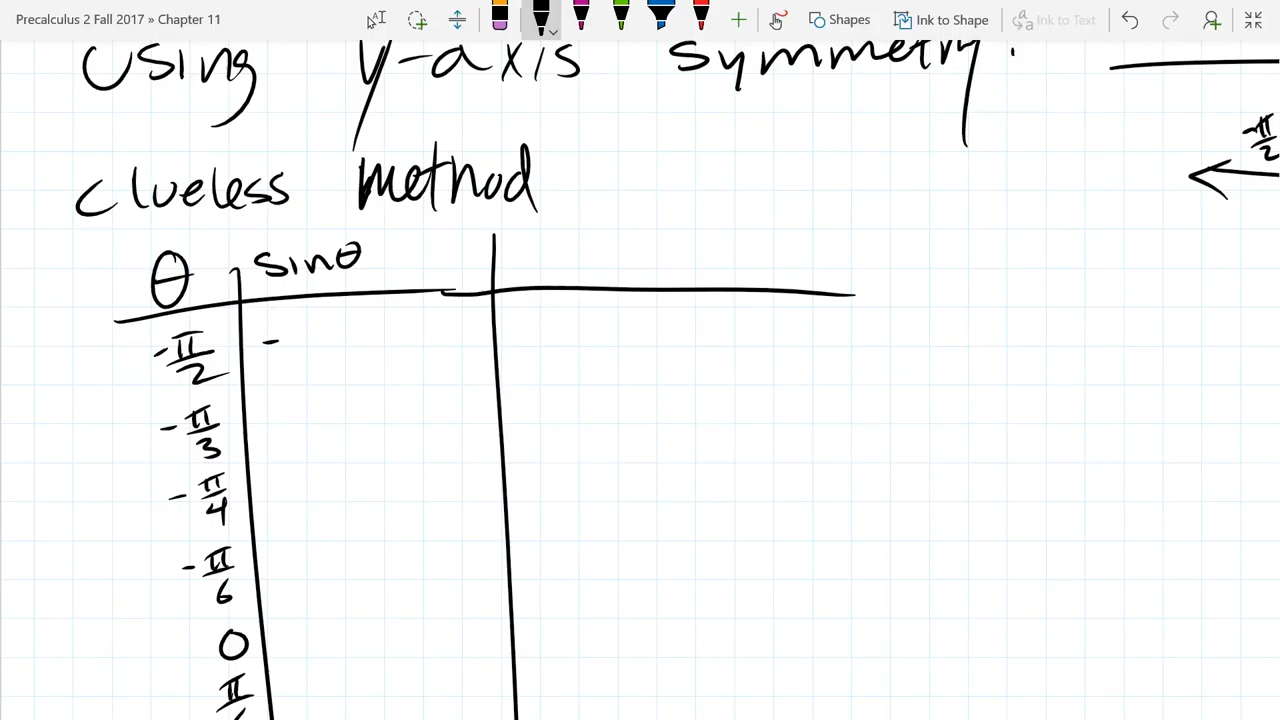 Precalculus 2 Fall 2017 » Chapter 11
Shapes
Ink to Shape
Ink to Text
Using y-axis symmetry:
-π/2
clueless method
θ sinθ
-π/2 -
-π/3
-π/4
-π/6
0
π